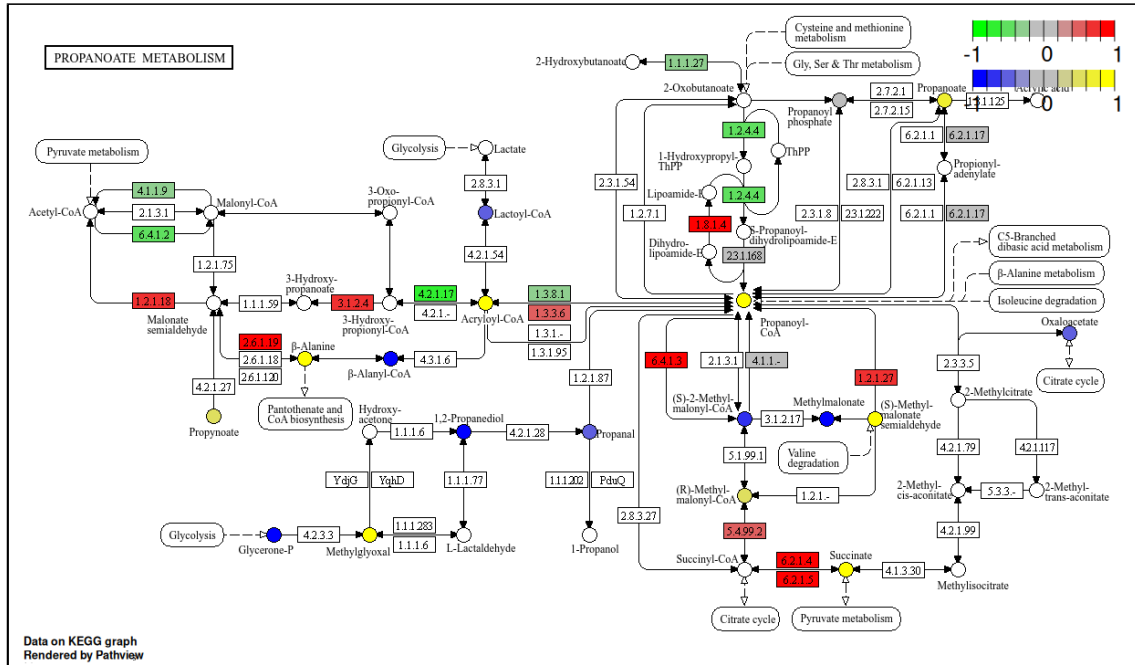 PROPANOATE METABOLISM
-1 0 1
-1 0 1
Cysteine and methionine
metabolism
Gly, Ser & Thr metabolism
2-Hydroxybutanoate
1.1.1.27
2-Oxobutanoate
Propanoyl
phosphate
2.7.2.1
2.7.2.15
Propanoate
Acrylic acid
6.2.1.1
6.2.1.17
Propionyl-
adenylate
6.2.1.1
6.2.1.17
6.2.1.13
2.8.3.1
2.3.1.8
2.3.1.222
1.2.4.4
ThPP
1-Hydroxypropyl-
ThPP
Lipoamide-E
1.2.4.4
1.8.1.4
S-Propanoyl-
dihydrolipoamide-E
Dihydro-
lipoamide-E
2.3.1.168
2.3.1.54
1.2.7.1
Pyruvate metabolism
Glycolysis
Lactate
2.8.3.1
Lactoyl-CoA
4.2.1.54
4.1.1.9
Acetyl-CoA
2.1.3.1
Malonyl-CoA
6.4.1.2
3-Oxo-
propionyl-CoA
1.2.1.75
1.2.1.18
Malonate
semialdehyde
1.1.1.59
3-Hydroxy-
propanoate
3.1.2.4
3-Hydroxy-
propionyl-CoA
4.2.1.17
4.2.1.-
Acryloyl-CoA
1.3.8.1
1.3.3.6
1.3.1.-
1.3.1.95
Propanoyl-
CoA
C5-Branched
dibasic acid metabolism
β-Alanine metabolism
Isoleucine degradation
Oxaloacetate
Citrate cycle
2.3.3.5
2-Methylcitrate
2.6.1.19
2.6.1.18
2.6.1.120
β-Alanine
4.3.1.6
β-Alanyl-CoA
4.2.1.27
Propynoate
Pantothenate and
CoA biosynthesis
1.2.1.87
6.4.1.3
2.1.3.1
4.1.1.-
1.2.1.27
(S)-2-Methyl-
malonyl-CoA
3.1.2.17
Methylmalonate
(S)-Methyl-
malonate
semialdehyde
Valine
degradation
Hydroxy-
acetone
1.1.1.6
1,2-Propanediol
4.2.1.28
Propanal
YdjG
YqhD
1.1.1.77
1.1.1.202
PduQ
5.1.99.1
4.2.1.79
4.2.1.117
(R)-Methyl-
malonyl-CoA
1.2.1.-
2-Methyl-
cis-aconitate
5.3.3.-
2-Methyl-
trans-aconitate
Glycolysis
Glycerone-P
4.2.3.3
Methylglyoxal
1.1.1.283
1.1.1.6
L-Lactaldehyde
1-Propanol
2.8.3.27
5.4.99.2
4.2.1.99
Succinyl-CoA
6.2.1.4
6.2.1.5
Succinate
4.1.3.30
Methylisocitrate
Citrate cycle
Pyruvate metabolism
Data on KEGG graph
Rendered by Pathview